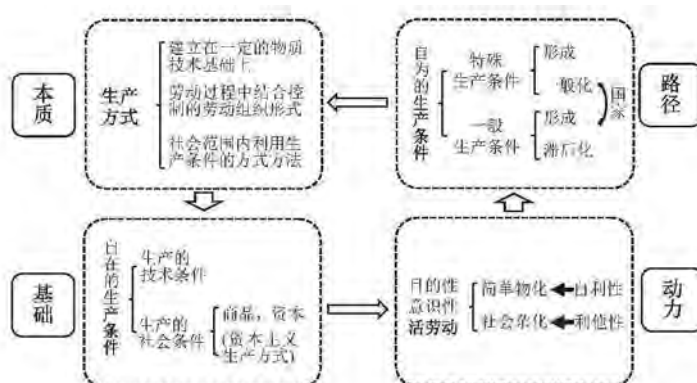 本质
生产
方式
建立在一定的物质
技术基础上
劳动过程中结合控
制的劳动组织形式
社会范围内利用生
产条件的方式方法
自为的生产条件
特殊
生产条件
形成
一般化
一般
生产条件
形成
滞后化
国家
路径
基础
自在的生产条件
生产的
技术条件
生产的
社会条件
商品，资本
(资本主义
生产方式)
目的性
意识性
活劳动
简单物化
自利性
社会杂化
利他性
动力